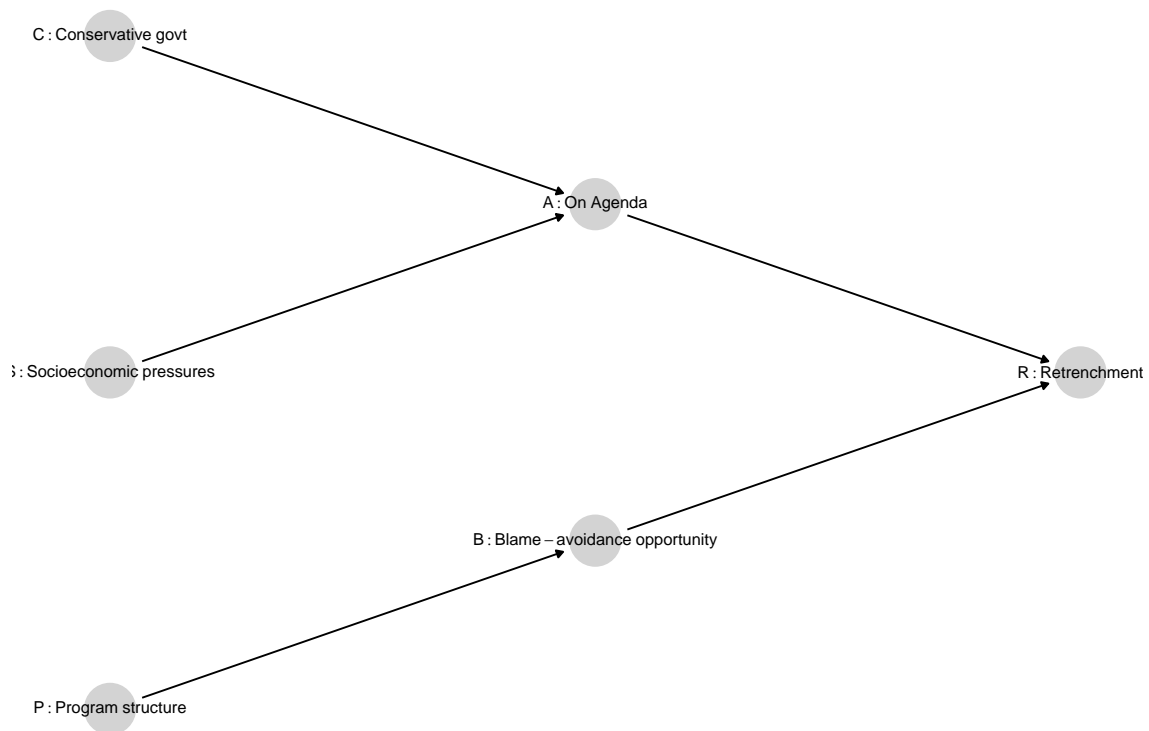 C : Conservative govt
A : On Agenda
S : Socioeconomic pressures
R : Retrenchment
B : Blame – avoidance opportunity
P : Program structure